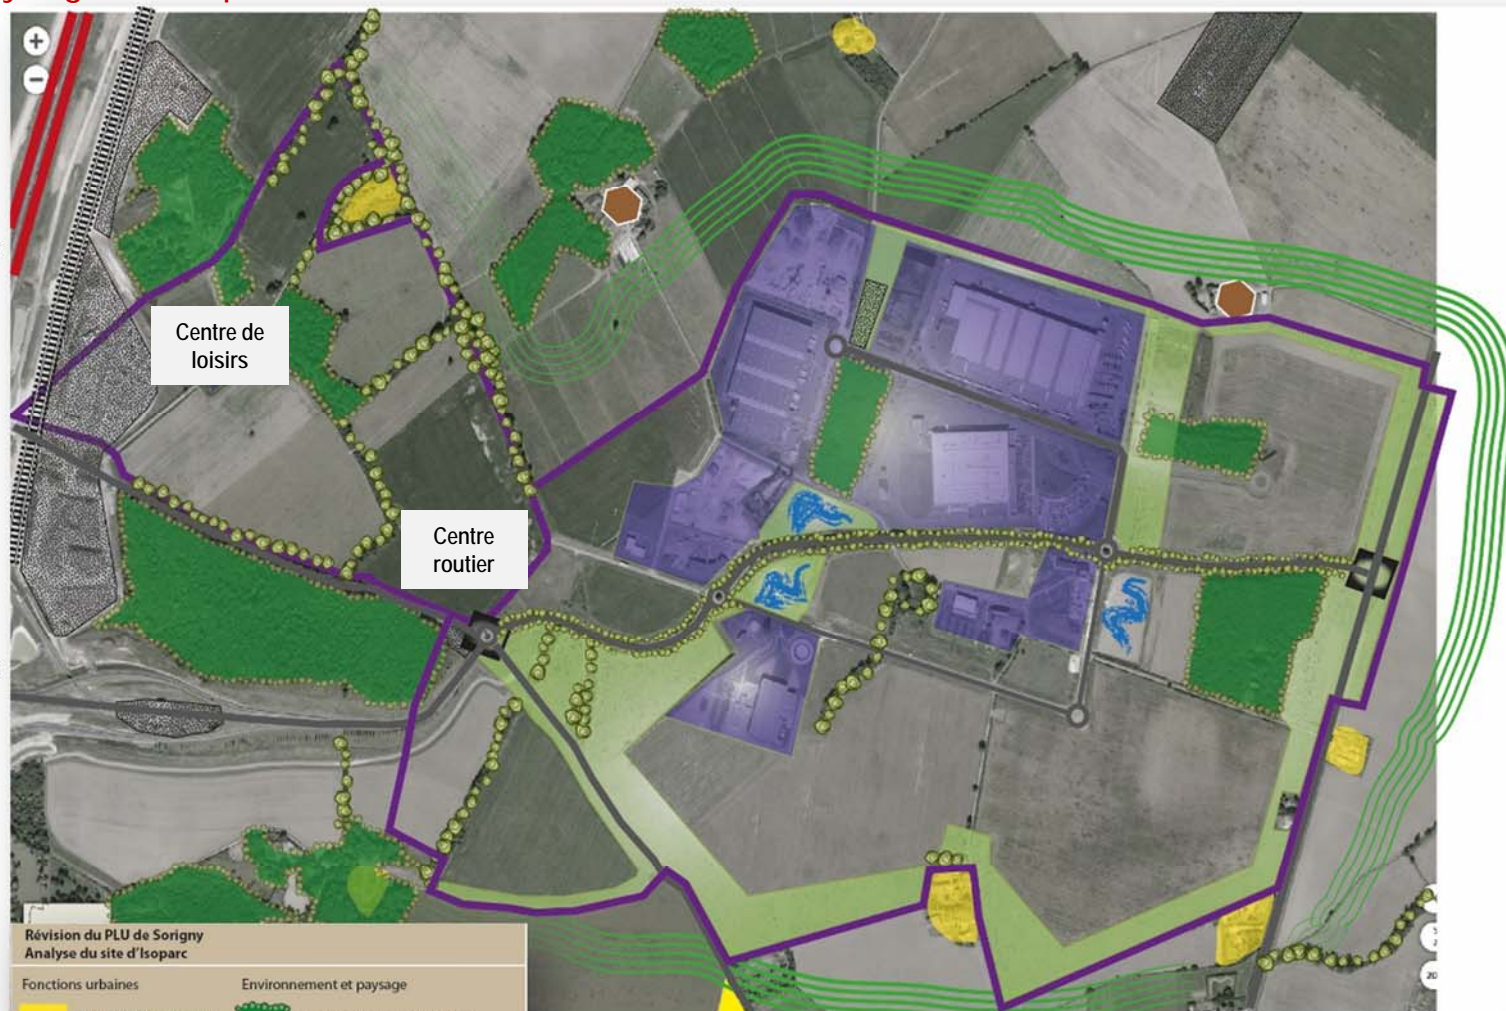 +
−
Centre de
loisirs
Centre
routier
20
Révision du PLU de Sorigny
Analyse du site d'Isoparc
Fonctions urbaines
Environnement et paysage